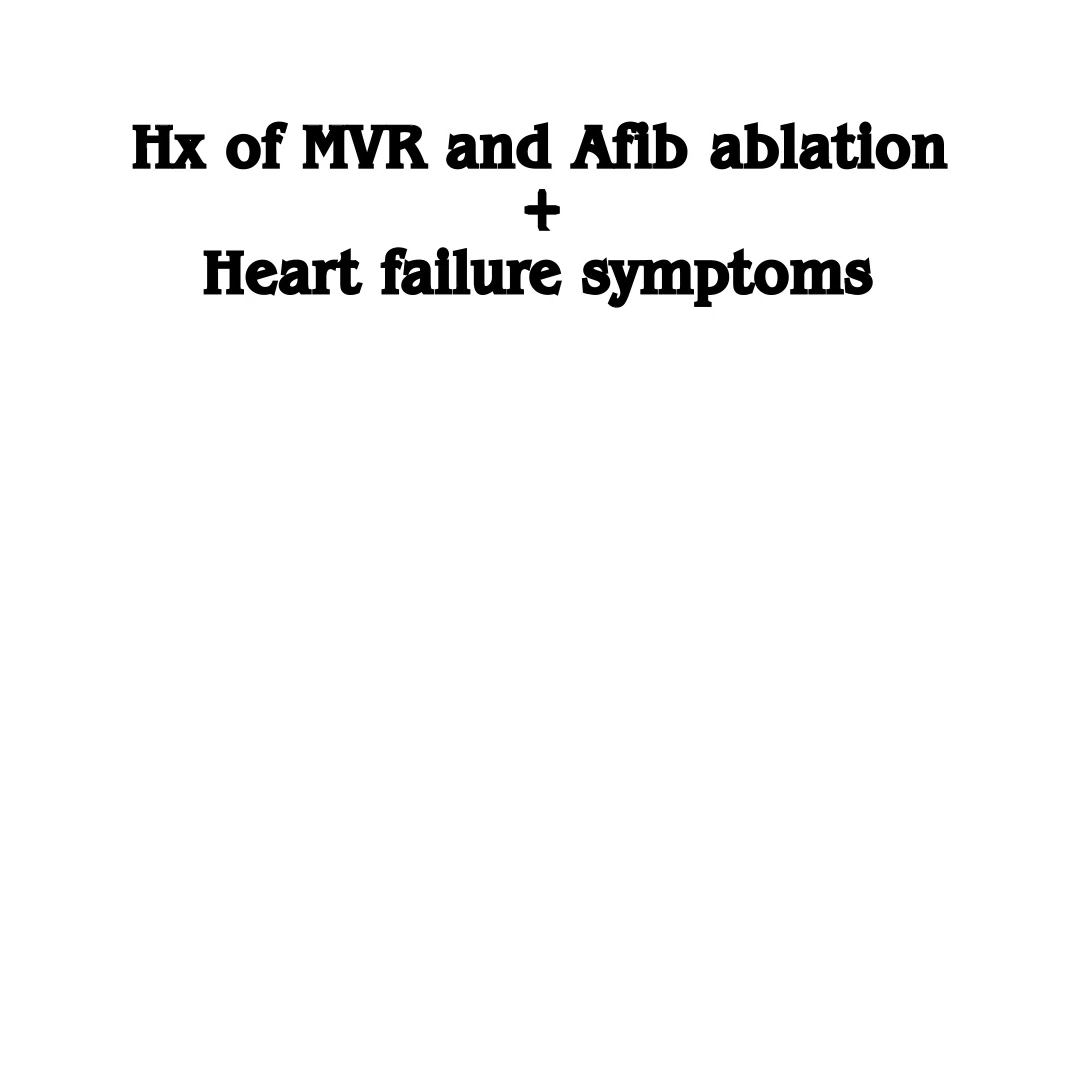 Hx of MVR and Afib ablation
+
Heart failure symptoms